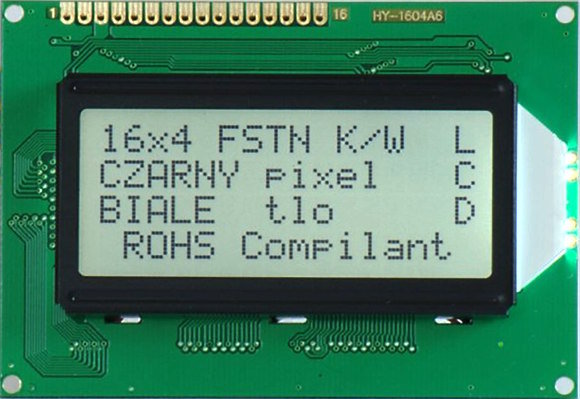 1 16 HY-1604A6
16x4 FSTN K/W L
CZARNY pixel C
BIALE tlo D
ROHS Compilant